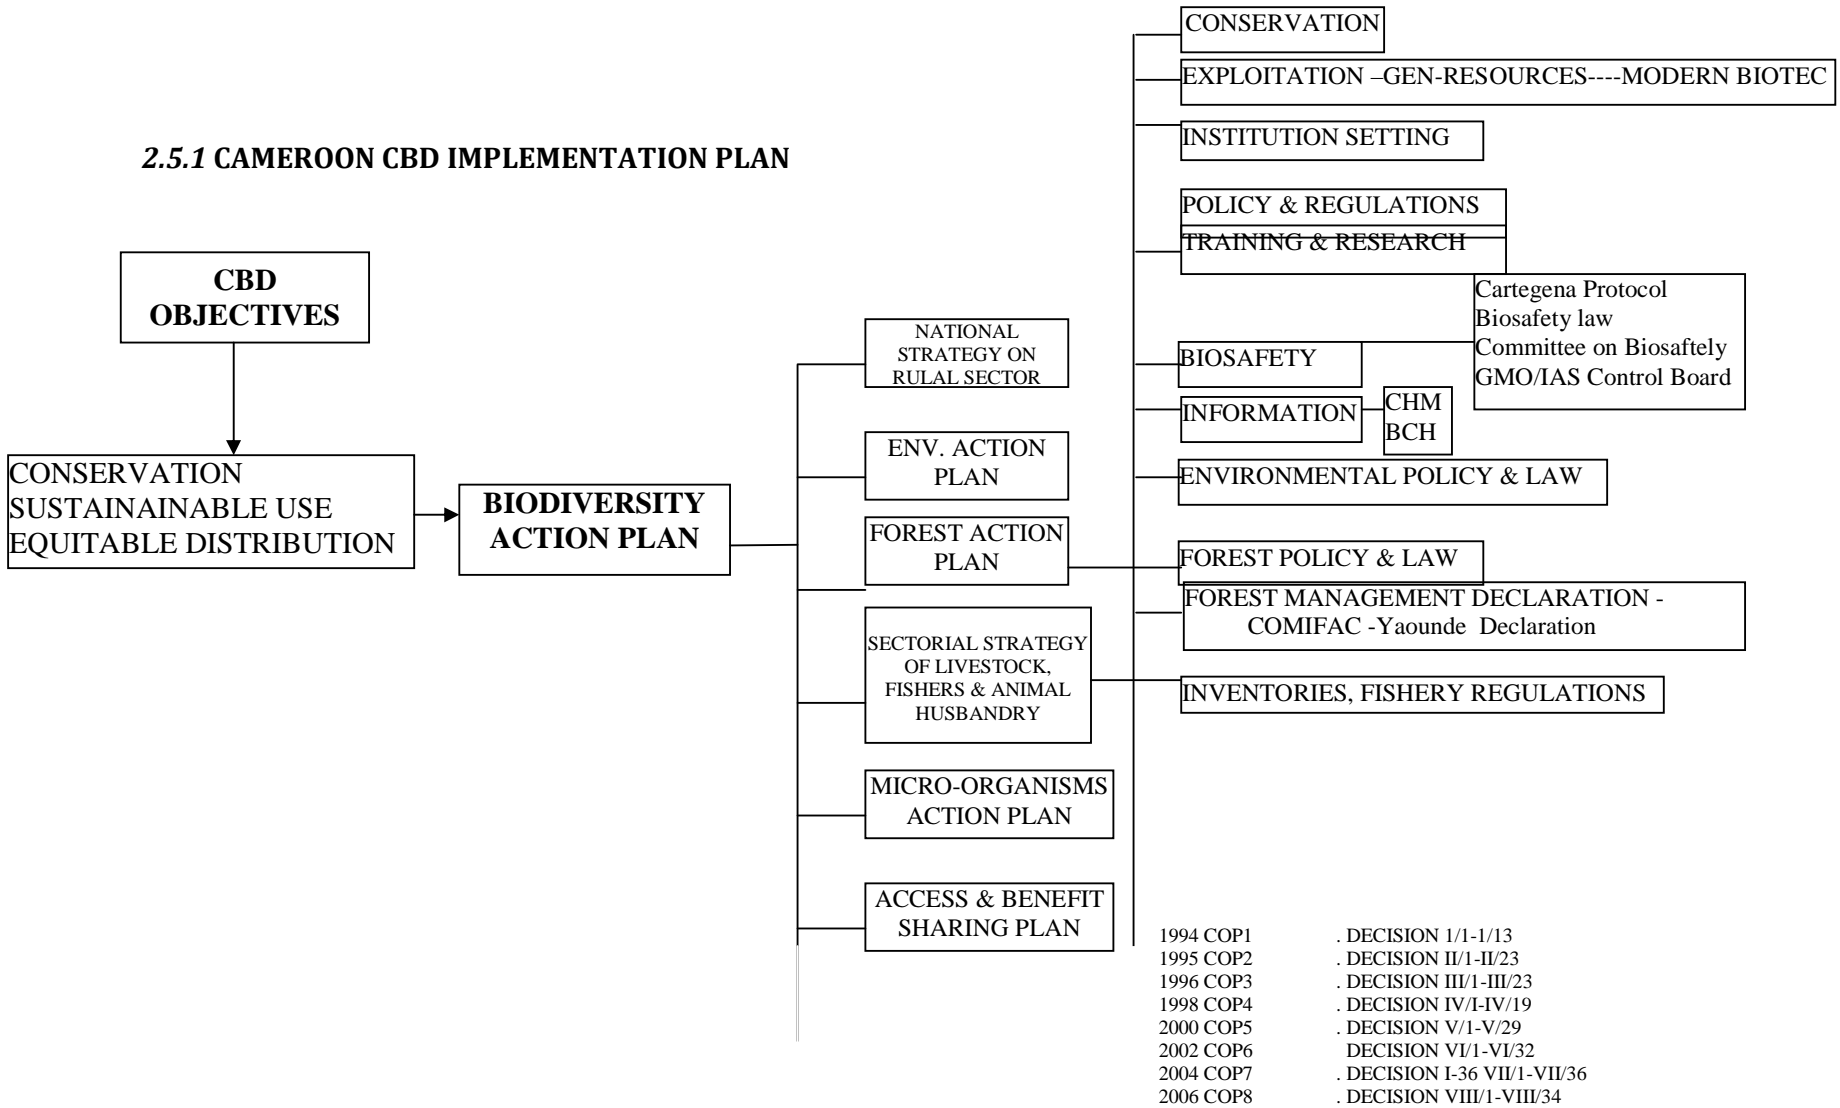 2.5.1 CAMEROON CBD IMPLEMENTATION PLAN
CBD
OBJECTIVES
CONSERVATION
SUSTAINAINABLE USE
EQUITABLE DISTRIBUTION
BIODIVERSITY
ACTION PLAN
NATIONAL
STRATEGY ON
RULAL SECTOR
ENV. ACTION
PLAN
FOREST ACTION
PLAN
SECTORIAL STRATEGY
OF LIVESTOCK,
FISHERS & ANIMAL
HUSBANDRY
MICRO-ORGANISMS
ACTION PLAN
ACCESS & BENEFIT
SHARING PLAN
CONSERVATION
EXPLOITATION –GEN-RESOURCES----MODERN BIOTEC
INSTITUTION SETTING
POLICY & REGULATIONS
TRAINING & RESEARCH
BIOSAFETY
Cartegena Protocol
Biosafety law
Committee on Biosaftely
GMO/IAS Control Board
INFORMATION
CHM
BCH
ENVIRONMENTAL POLICY & LAW
FOREST POLICY & LAW
FOREST MANAGEMENT DECLARATION -
COMIFAC -Yaounde Declaration
INVENTORIES, FISHERY REGULATIONS
1994 COP1 . DECISION 1/1-1/13
1995 COP2 . DECISION II/1-II/23
1996 COP3 . DECISION III/1-III/23
1998 COP4 . DECISION IV/I-IV/19
2000 COP5 . DECISION V/1-V/29
2002 COP6 DECISION VI/1-VI/32
2004 COP7 . DECISION I-36 VII/1-VII/36
2006 COP8 . DECISION VIII/1-VIII/34